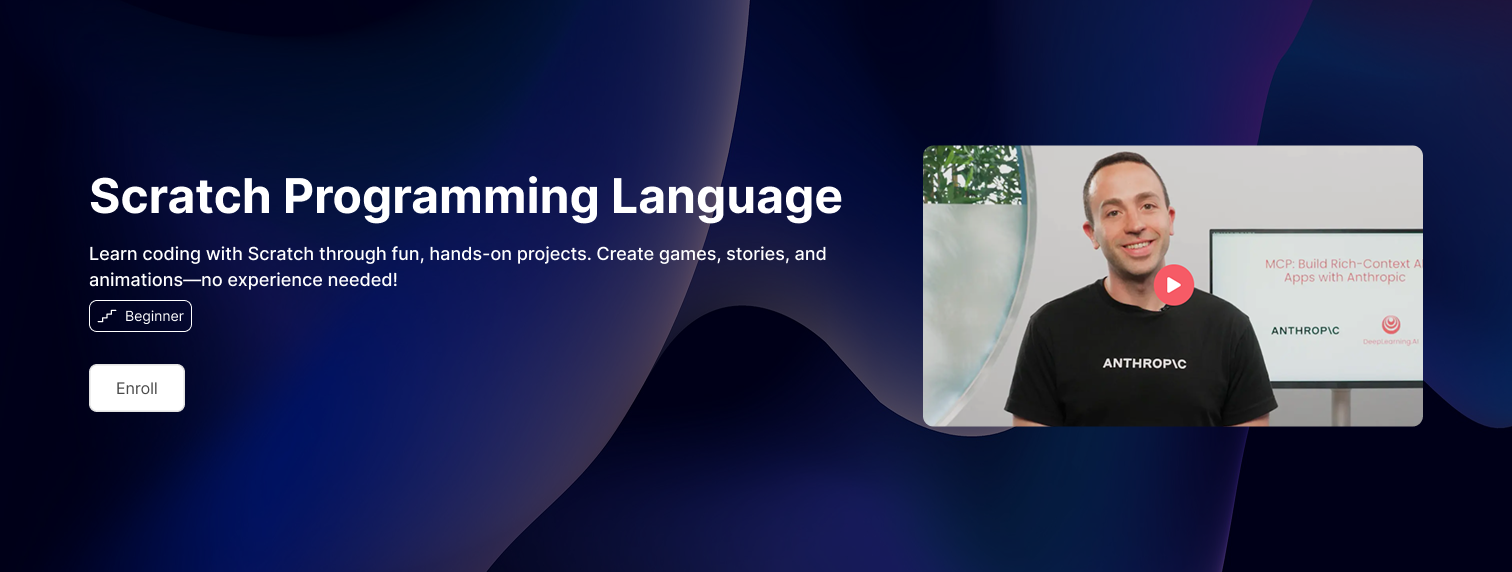 Scratch Programming Language
Learn coding with Scratch through fun, hands-on projects. Create games, stories, and
animations—no experience needed!
Beginner
Enroll
MCP: Build Rich-Context AI
Apps with Anthropic
ANTHROP\C
DeepLearning.AI
ANTHROP\C